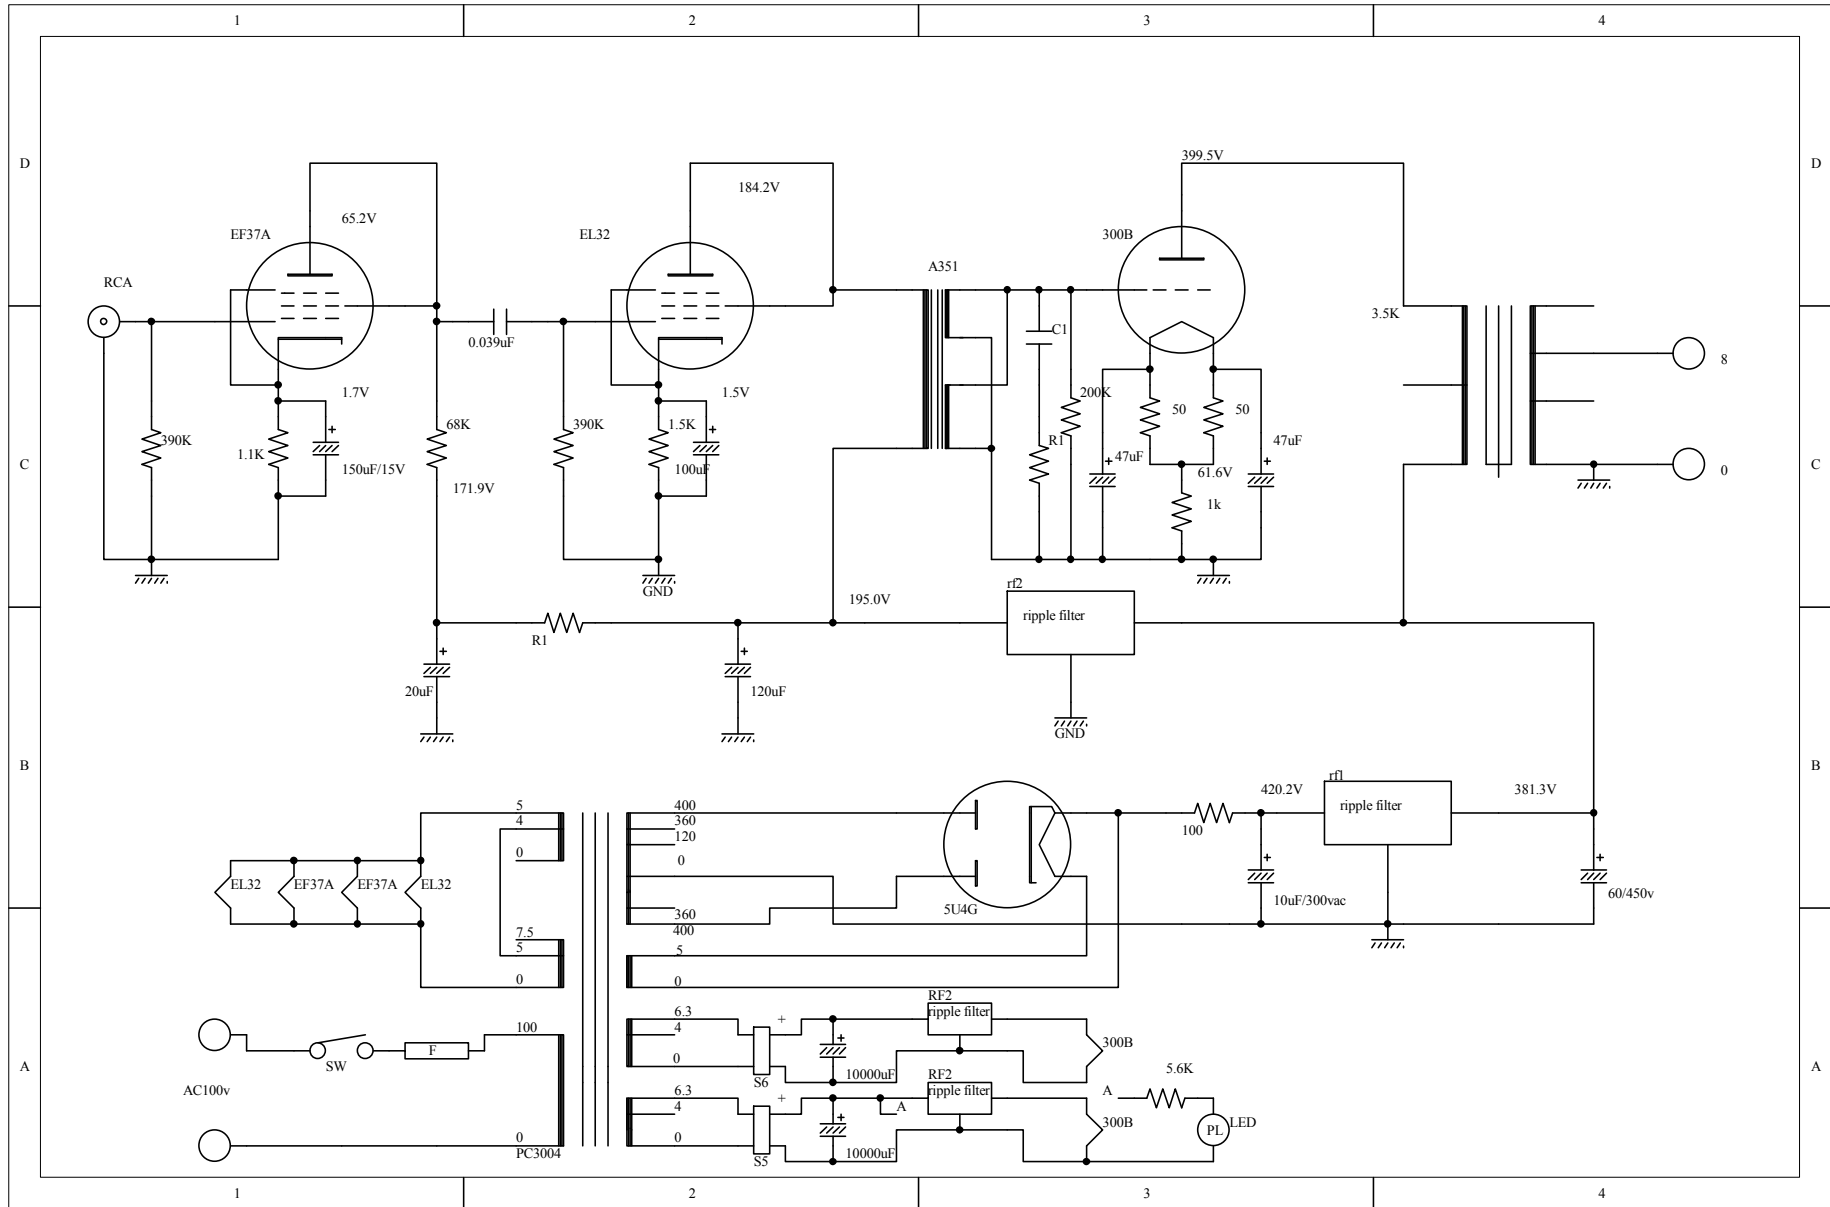 1 2 3 4
D D
399.5V
184.2V
65.2V
EF37A EL32 300B
A351
RCA
3.5K
C1
0.039uF
8
1.7V 1.5V 200K
50 50
68K 390K 1.5K
390K 1.1K R1 47uF 47uF
150uF/15V 100uF 61.6V
C C
0
171.9V
1k
GND
rf2
195.0V
ripple filter
R1
20uF 120uF
GND
B B
rf1
420.2V 381.3V
5 400
ripple filter
4 360
100
120
0 0
EL32 EF37A EF37A EL32
10uF/300vac 60/450v
5U4G
360
7.5 400
5 5
0 0
RF2
6.3 + ripple filter
100 4
F 300B
SW 0
A A
5.6K
10000uF RF2
S6
AC100v 6.3 + ripple filter A
4 A
300B PL LED
0 0
PC3004 10000uF
S5
1 2 3 4